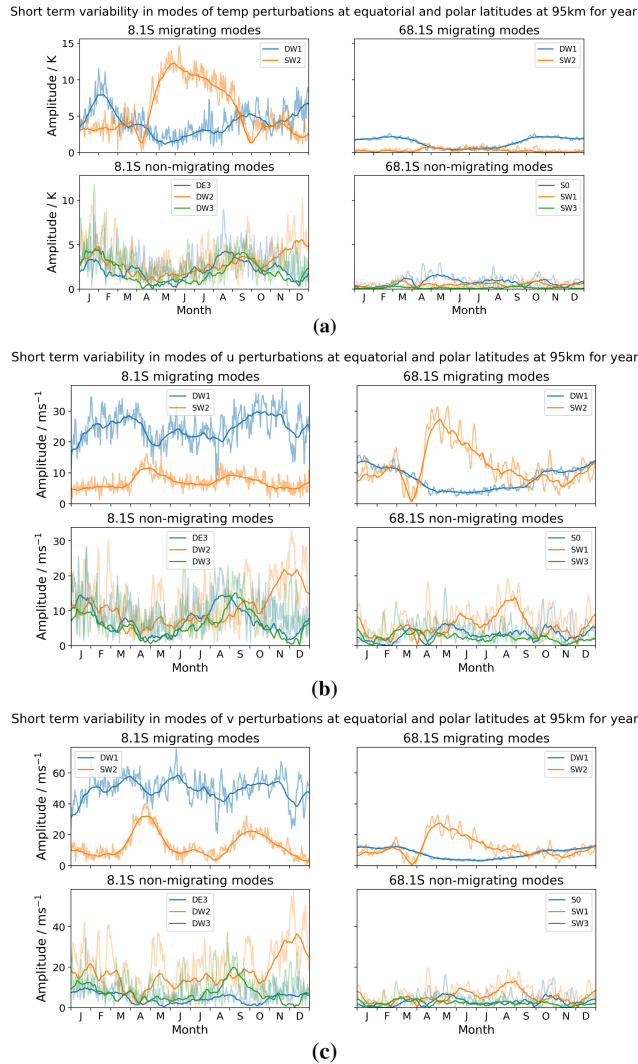 Short term variability in modes of temp perturbations at equatorial and polar latitudes at 95km for year
8.1S migrating modes
68.1S migrating modes
Amplitude / K
15
10
5
0
DW1
SW2
DW1
SW2
8.1S non-migrating modes
68.1S non-migrating modes
Amplitude / K
10
5
0
DE3
DW2
DW3
S0
SW1
SW3
J F M A M J J A S O N D
J F M A M J J A S O N D
Month
Month
(a)
Short term variability in modes of u perturbations at equatorial and polar latitudes at 95km for year
8.1S migrating modes
68.1S migrating modes
Amplitude / ms⁻¹
30
20
10
0
DW1
SW2
DW1
SW2
8.1S non-migrating modes
68.1S non-migrating modes
Amplitude / ms⁻¹
30
20
10
0
DE3
DW2
DW3
S0
SW1
SW3
J F M A M J J A S O N D
J F M A M J J A S O N D
Month
Month
(b)
Short term variability in modes of v perturbations at equatorial and polar latitudes at 95km for year
8.1S migrating modes
68.1S migrating modes
Amplitude / ms⁻¹
60
40
20
0
DW1
SW2
DW1
SW2
8.1S non-migrating modes
68.1S non-migrating modes
Amplitude / ms⁻¹
40
20
0
DE3
DW2
DW3
S0
SW1
SW3
J F M A M J J A S O N D
J F M A M J J A S O N D
Month
Month
(c)